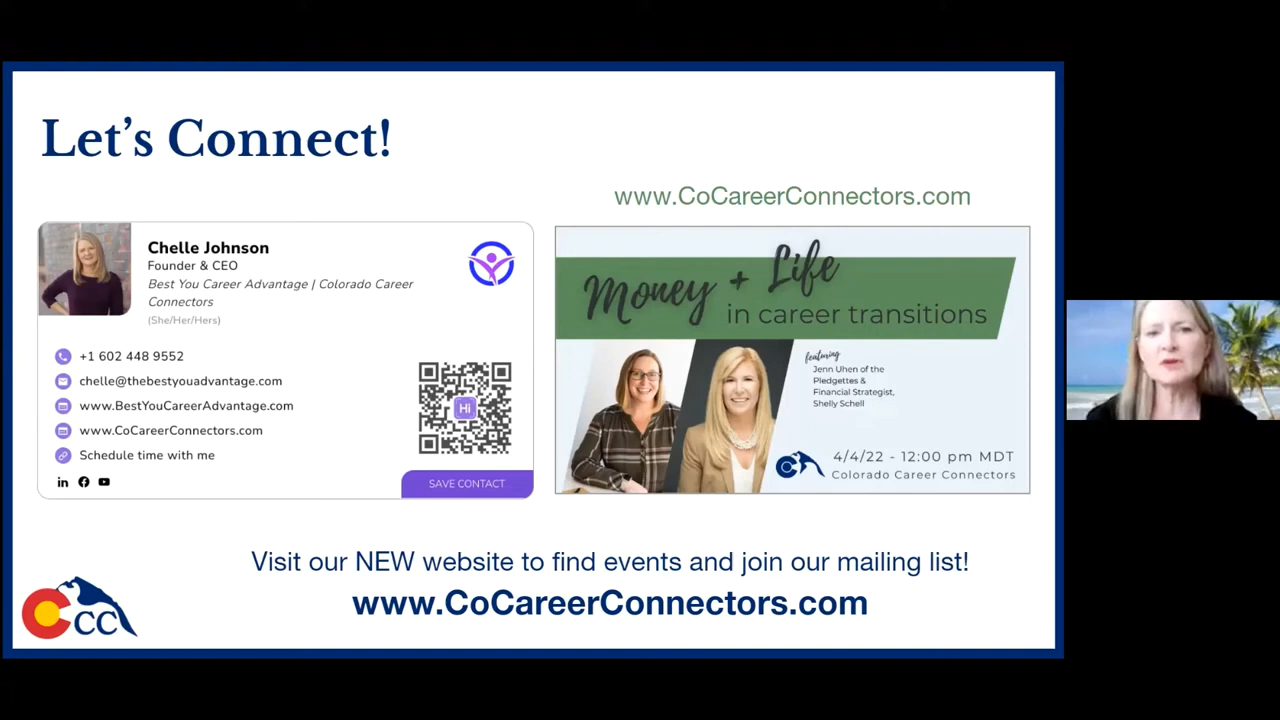 Let's Connect!
www.CoCareerConnectors.com
Chelle Johnson
Founder & CEO
Best You Career Advantage | Colorado Career
Connectors
(She/Her/Hers)
+1 602 448 9552
chelle@thebestyouadvantage.com
www.BestYouCareerAdvantage.com
www.CoCareerConnectors.com
Schedule time with me
Hi
SAVE CONTACT
Money + Life
in career transitions
featuring
Jenn Uhen of the
Pledgettes &
Financial Strategist,
Shelly Schell
4/4/22 - 12:00 pm MDT
Colorado Career Connectors
Visit our NEW website to find events and join our mailing list!
www.CoCareerConnectors.com
CCC